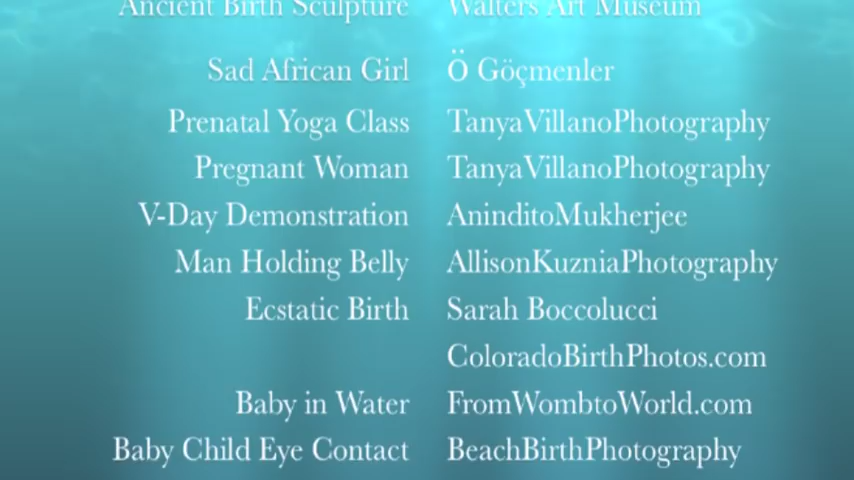 Ancient Birth Sculpture Walters Art Museum
Sad African Girl Ö Göçmenler
Prenatal Yoga Class TanyaVillanoPhotography
Pregnant Woman TanyaVillanoPhotography
V-Day Demonstration AninditoMukherjee
Man Holding Belly AllisonKuzniaPhotography
Ecstatic Birth Sarah Boccolucci
ColoradoBirthPhotos.com
Baby in Water FromWombtoWorld.com
Baby Child Eye Contact BeachBirthPhotography